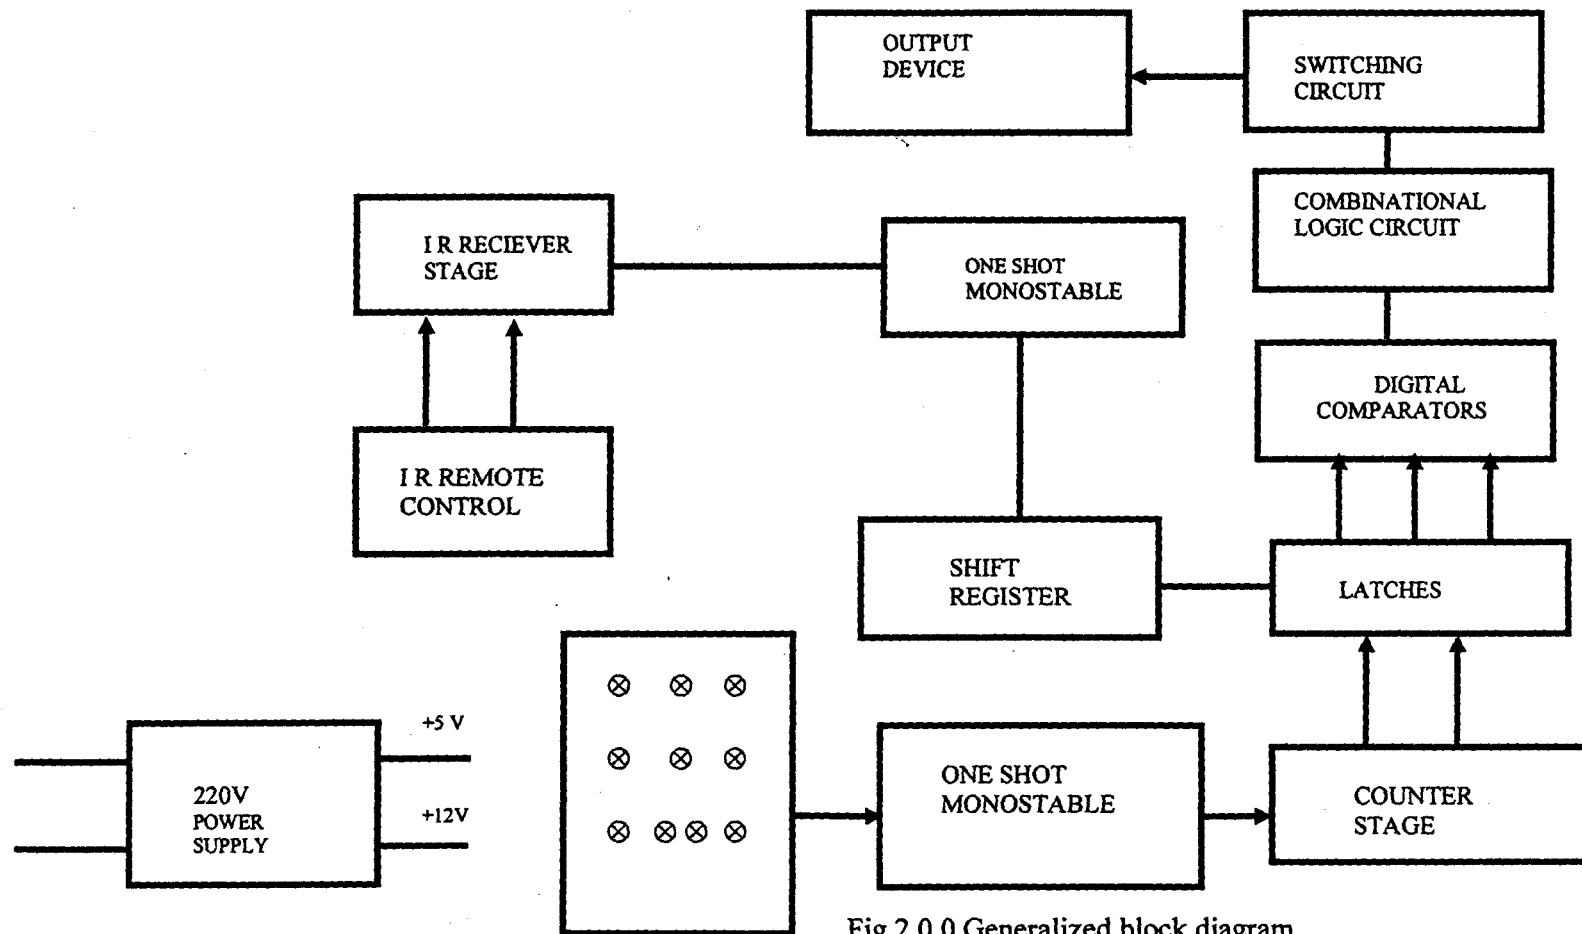 OUTPUT
DEVICE
SWITCHING
CIRCUIT
COMBINATIONAL
LOGIC CIRCUIT
I R RECIEVER
STAGE
ONE SHOT
MONOSTABLE
DIGITAL
COMPARATORS
I R REMOTE
CONTROL
SHIFT
REGISTER
LATCHES
+5 V
+12V
220V
POWER
SUPPLY
ONE SHOT
MONOSTABLE
COUNTER
STAGE
Fig 2.0.0 Generalized block diagram